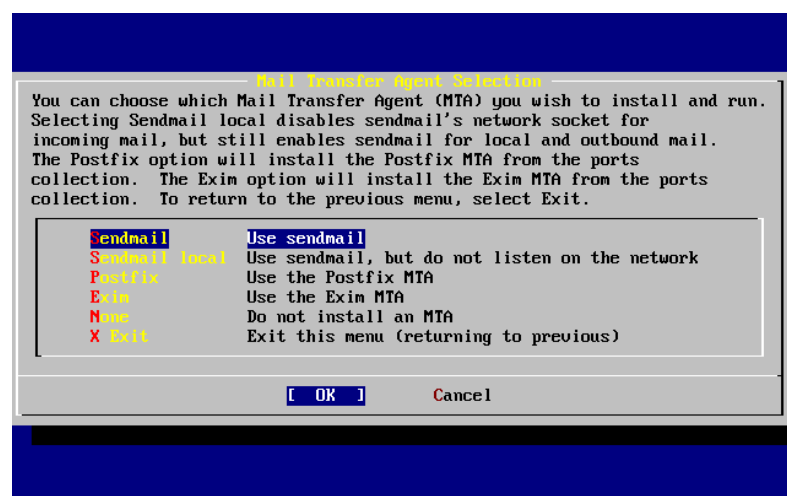 Mail Transfer Agent Selection
You can choose which Mail Transfer Agent (MTA) you wish to install and run.
Selecting Sendmail local disables sendmail's network socket for
incoming mail, but still enables sendmail for local and outbound mail.
The Postfix option will install the Postfix MTA from the ports
collection.  The Exim option will install the Exim MTA from the ports
collection.  To return to the previous menu, select Exit.
Sendmail Use sendmail
Sendmail local Use sendmail, but do not listen on the network
Postfix Use the Postfix MTA
Exim Use the Exim MTA
None Do not install an MTA
X Exit Exit this menu (returning to previous)
[ OK ] Cancel